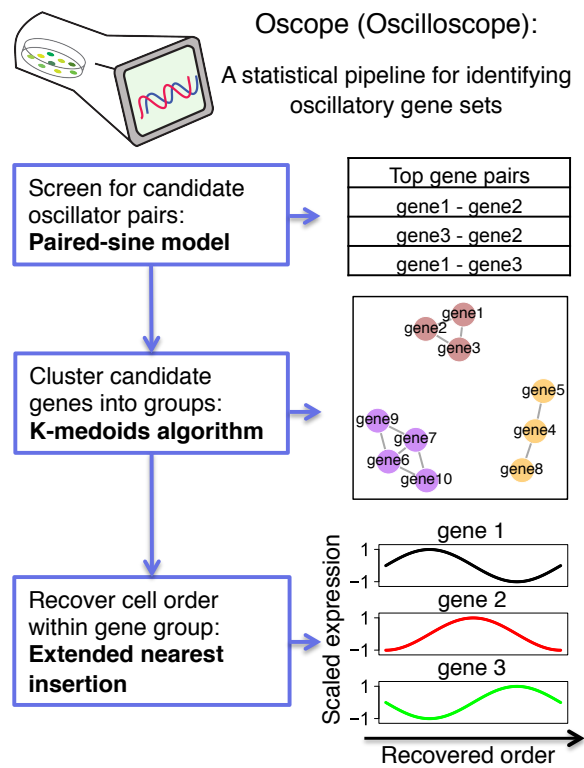 Oscope (Oscilloscope):
A statistical pipeline for identifying
oscillatory gene sets
Screen for candidate
oscillator pairs:
Paired-sine model
Top gene pairs
gene1 - gene2
gene3 - gene2
gene1 - gene3
Cluster candidate
genes into groups:
K-medoids algorithm
gene1
gene2
gene3
gene5
gene4
gene8
gene9
gene7
gene6
gene10
Recover cell order
within gene group:
Extended nearest
insertion
Scaled expression
gene 1
1
−1
gene 2
1
−1
gene 3
1
−1
Recovered order